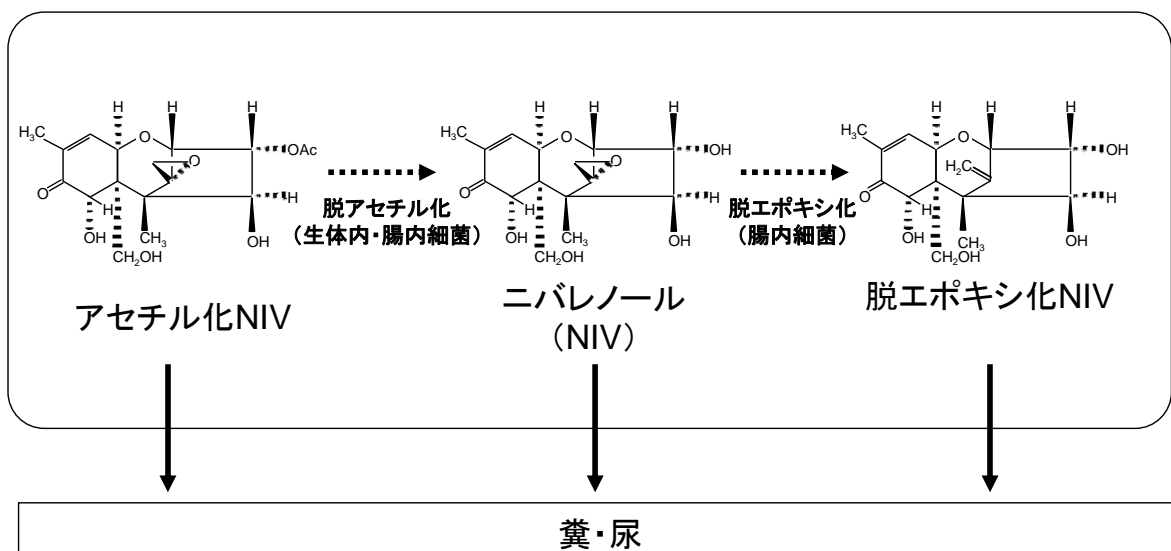 H H H
H₃C O OAc
O O
H H
OH CH₃ OH
CH₂OH
アセチル化NIV
脱アセチル化
(生体内・腸内細菌)
H H H
H₃C O OH
O O
H H
OH CH₃ OH
CH₂OH
ニバレノール
(NIV)
脱エポキシ化
(腸内細菌)
H H H
H₃C O OH
H₂C
O
H H
OH CH₃ OH
CH₂OH
脱エポキシ化NIV
糞・尿